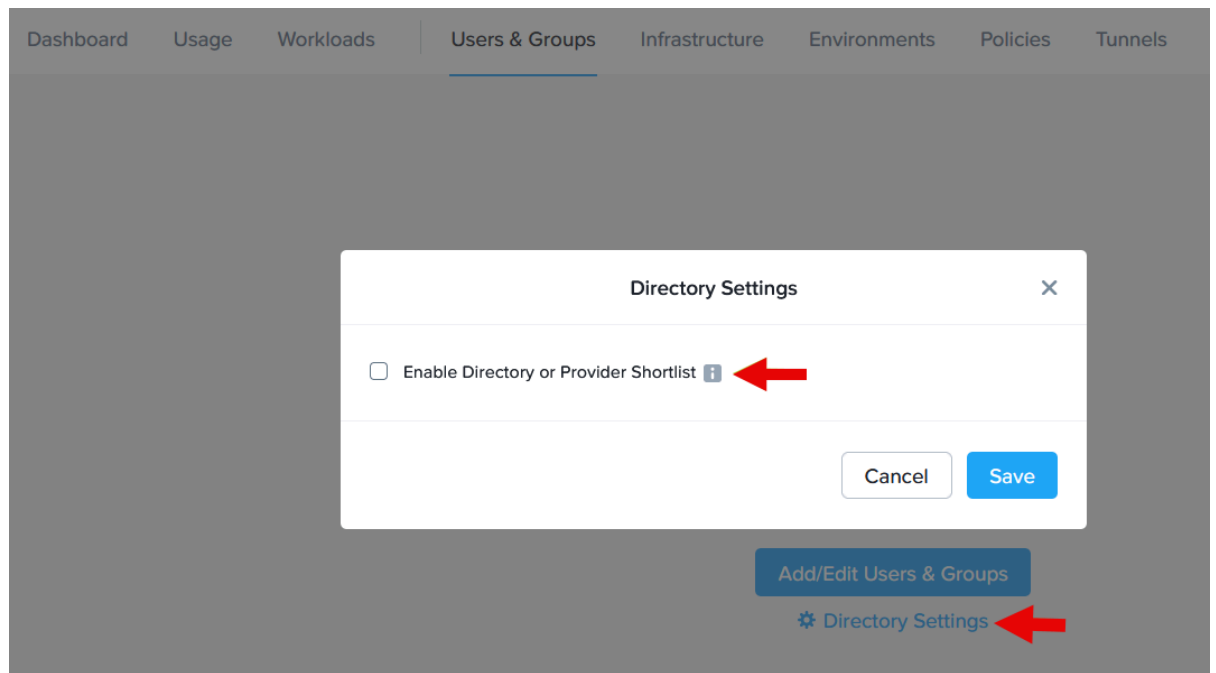 Dashboard Usage Workloads Users & Groups Infrastructure Environments Policies Tunnels
Directory Settings
Enable Directory or Provider Shortlist
Cancel Save
Add/Edit Users & Groups
Directory Settings